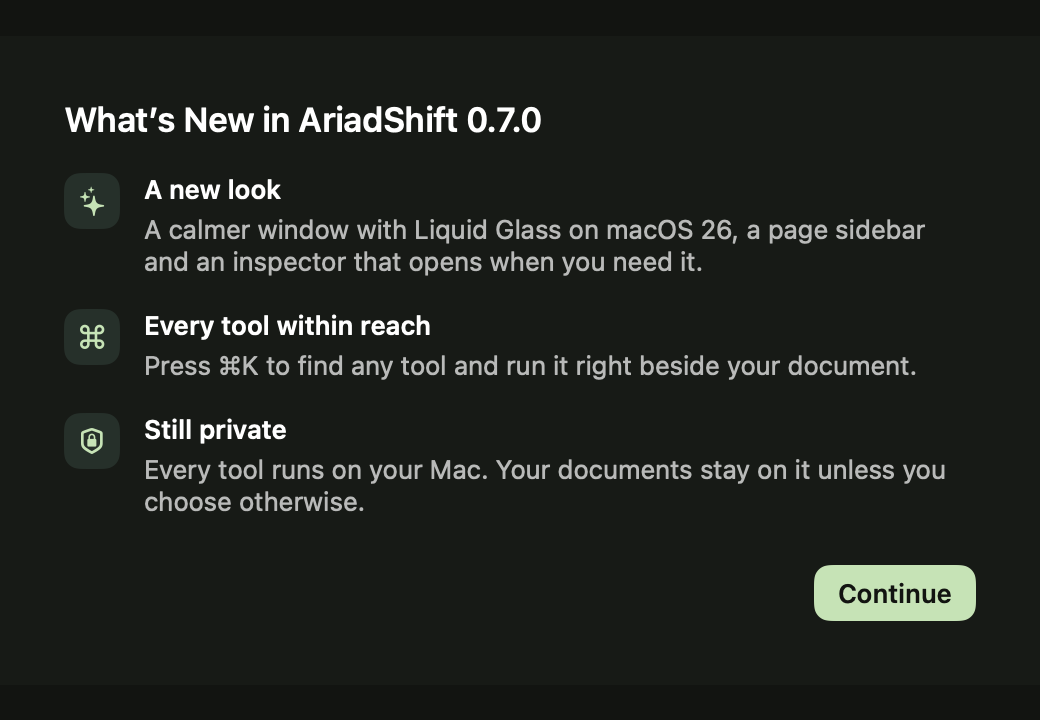 What’s New in AriadShift 0.7.0
A new look
A calmer window with Liquid Glass on macOS 26, a page sidebar
and an inspector that opens when you need it.
Every tool within reach
Press ⌘K to find any tool and run it right beside your document.
Still private
Every tool runs on your Mac. Your documents stay on it unless you
choose otherwise.
Continue